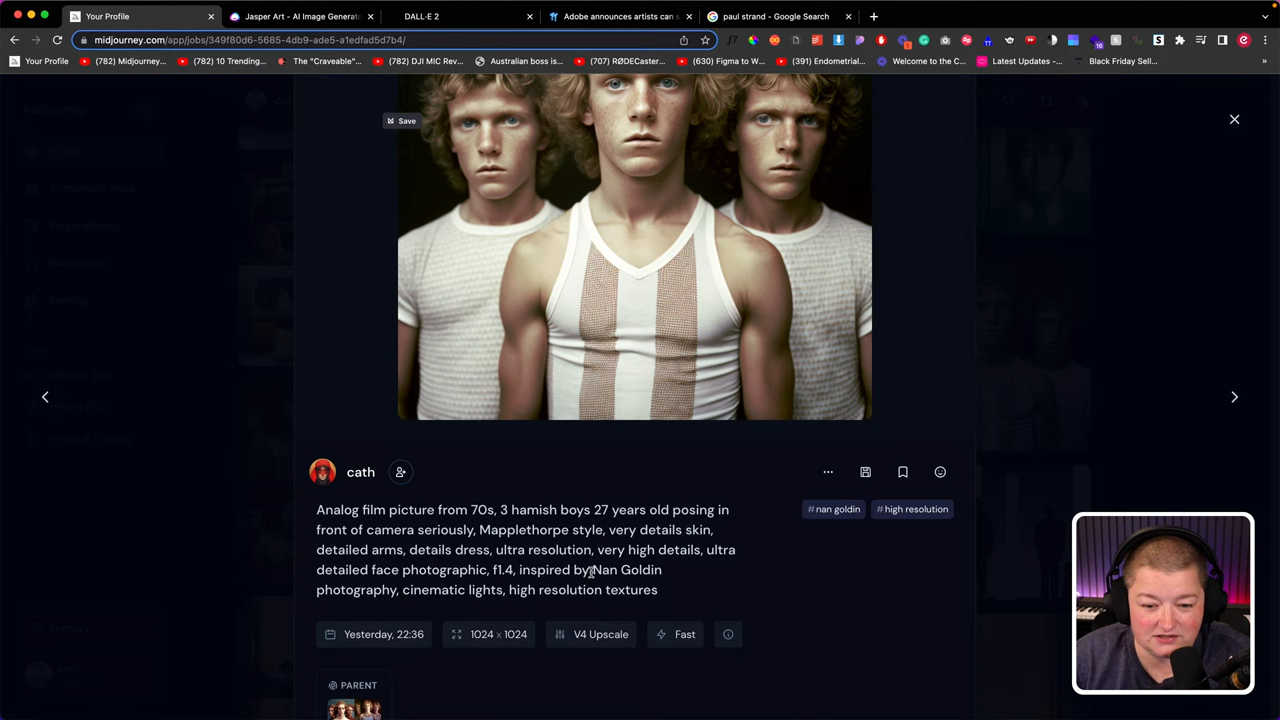 Your Profile
Jasper Art - AI Image Generato
DALL·E 2
Adobe announces artists can s
paul strand - Google Search
midjourney.com/app/jobs/349f80d6-5685-4db9-ade5-a1edfad5d7b4/
Your Profile
(782) Midjourney...
(782) 10 Trending...
The "Craveable"...
(782) DJI MIC Rev...
Australian boss is...
(707) RØDECaster...
(630) Figma to W...
(391) Endometrial...
Welcome to the C...
Latest Updates -...
Black Friday Sell...
Save
cath
Analog film picture from 70s, 3 hamish boys 27 years old posing in
front of camera seriously, Mapplethorpe style, very details skin,
detailed arms, details dress, ultra resolution, very high details, ultra
detailed face photographic, f1.4, inspired by Nan Goldin
photography, cinematic lights, high resolution textures
#nan goldin
#high resolution
Yesterday, 22:36
1024 x 1024
V4 Upscale
Fast
PARENT